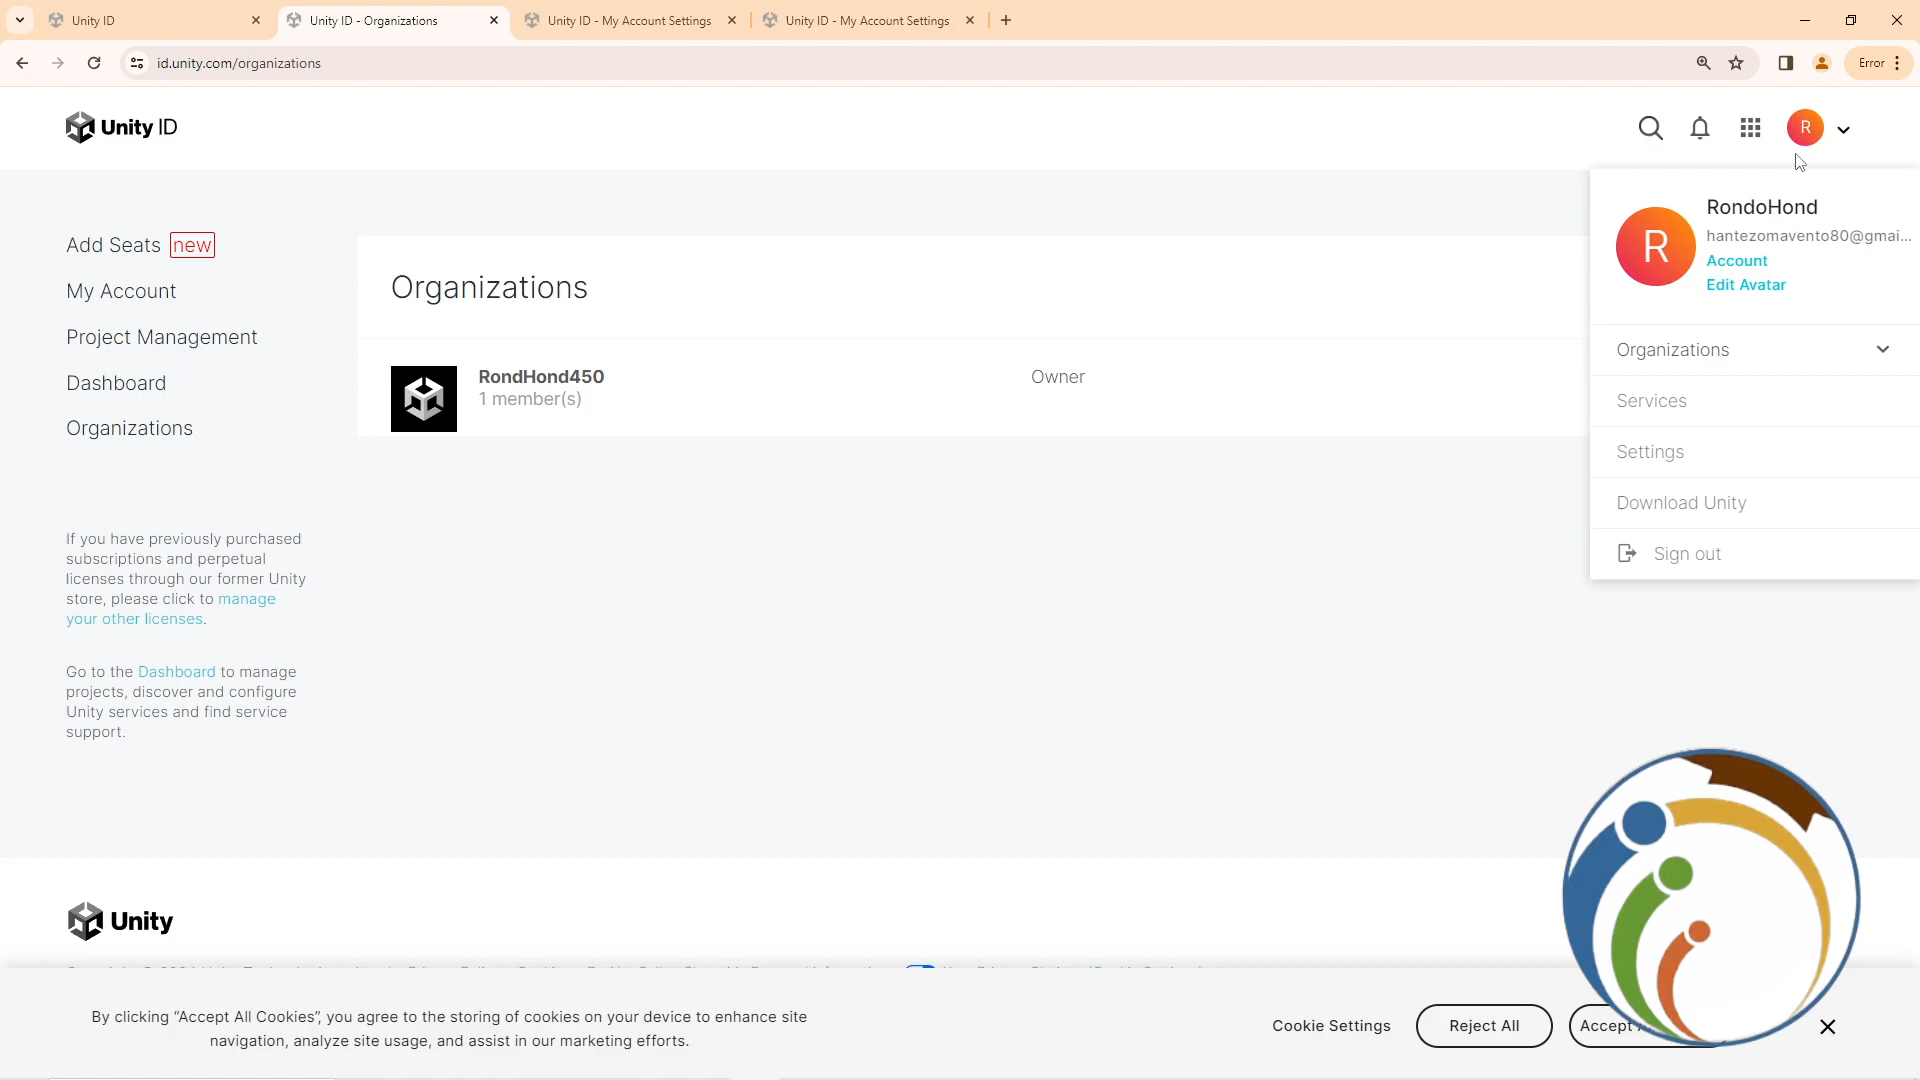 Unity ID
Unity ID - Organizations
Unity ID - My Account Settings
Unity ID - My Account Settings
id.unity.com/organizations
Error
Unity ID
R
Add Seats new
My Account
Project Management
Dashboard
Organizations
If you have previously purchased
subscriptions and perpetual
licenses through our former Unity
store, please click to manage
your other licenses.
Go to the Dashboard to manage
projects, discover and configure
Unity services and find service
support.
Organizations
RondHond450
1 member(s)
Owner
R
RondoHond
hantezomavento80@gmai...
Account
Edit Avatar
Organizations
Services
Settings
Download Unity
Sign out
Unity
By clicking “Accept All Cookies”, you agree to the storing of cookies on your device to enhance site
navigation, analyze site usage, and assist in our marketing efforts.
Cookie Settings
Reject All
Accept